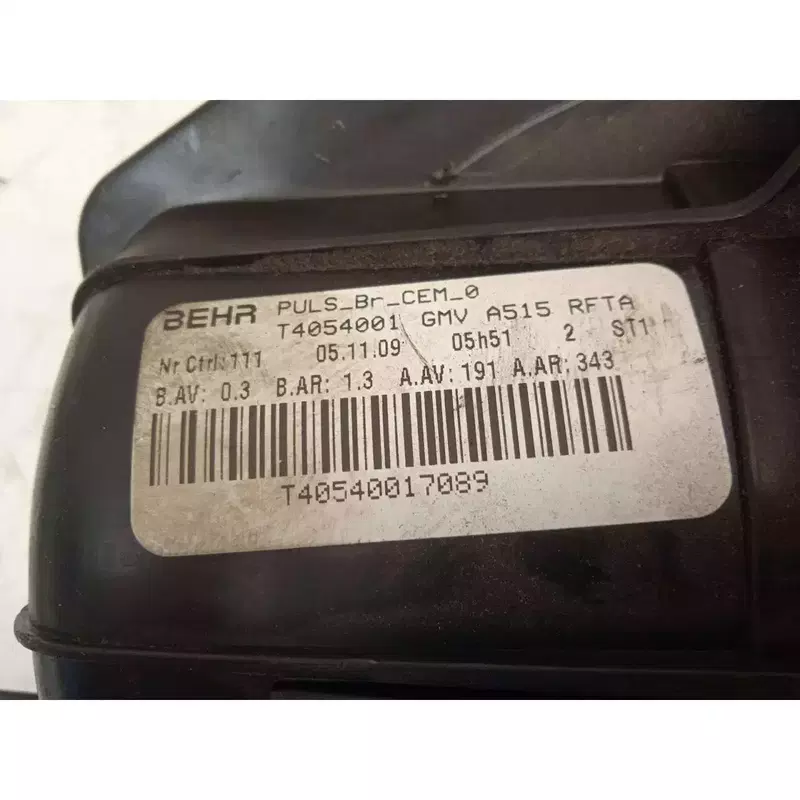 BEHR PULS_Br_CEM_0
T4054001 GMV A515 RFTA
Nr Ctrl: 111 05.11.09 05h51 2 ST1
B.AV: 0.3 B.AR: 1.3 A.AV: 191 A.AR: 343
T40540017089